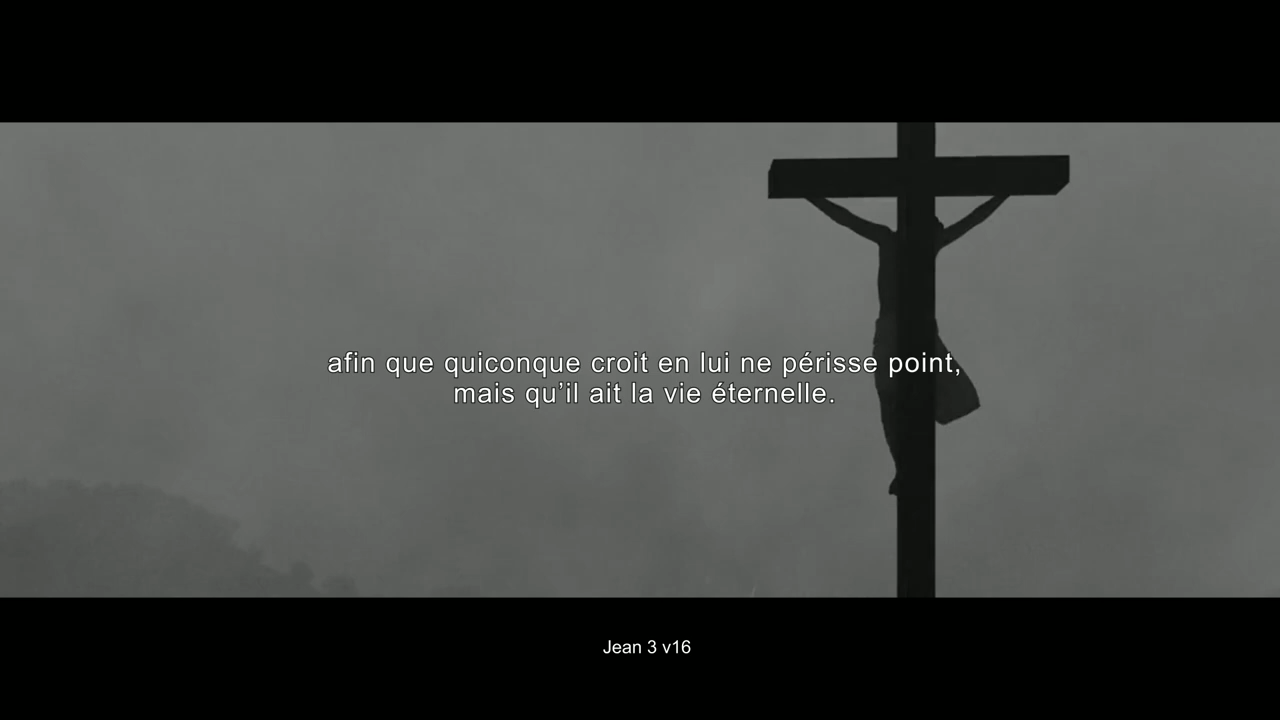 afin que quiconque croit en lui ne périsse point,
mais qu’il ait la vie éternelle.
Jean 3 v16